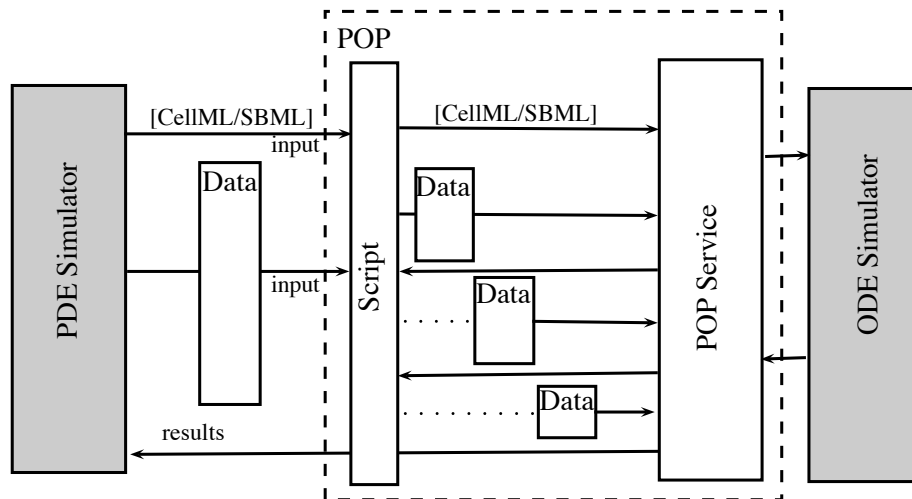 POP
[CellML/SBML]
[CellML/SBML]
input
Data
Data
PDE Simulator
Script
POP Service
ODE Simulator
input
Data
Data
results